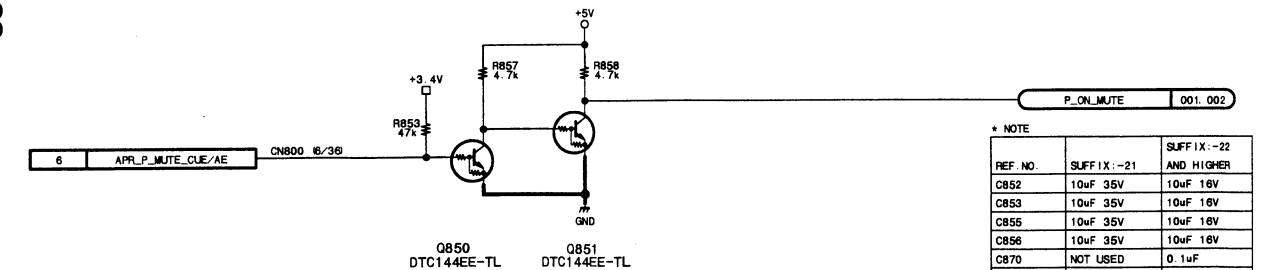 +5V
R857
4.7k
R858
4.7k
+3.4V
R853
47k
6 APR_P_MUTE_CUE/AE
CN800 (6/36)
P_ON_MUTE 001. 002
GND
Q850
DTC144EE-TL
Q851
DTC144EE-TL
* NOTE
REF.NO. SUFFIX:-21 SUFFIX:-22 AND HIGHER
C852 10uF 35V 10uF 16V
C853 10uF 35V 10uF 16V
C855 10uF 35V 10uF 16V
C856 10uF 35V 10uF 16V
C870 NOT USED 0.1uF